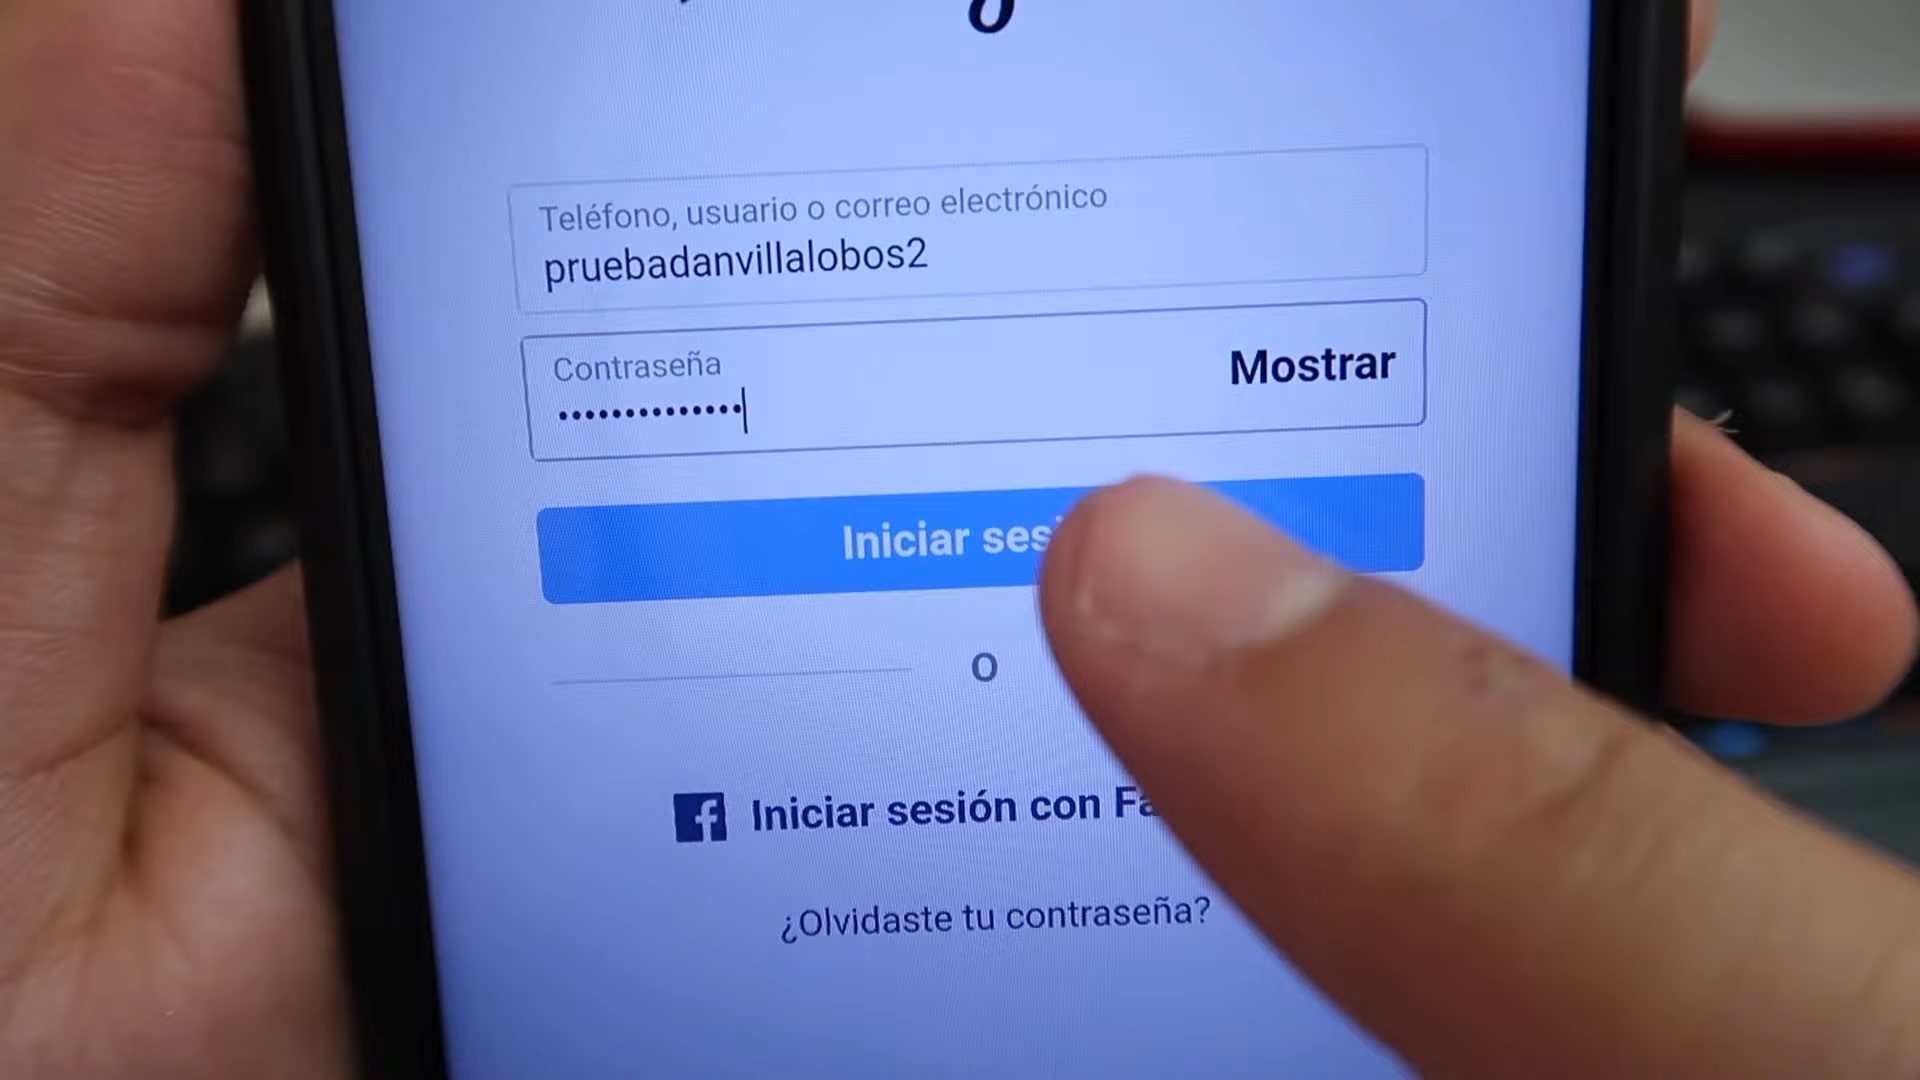 Teléfono, usuario o correo electrónico
pruebadanvillalobos2
Contraseña
Mostrar
••••••••••••••
Iniciar
O
Iniciar sesión con
¿Olvidaste tu contraseña?